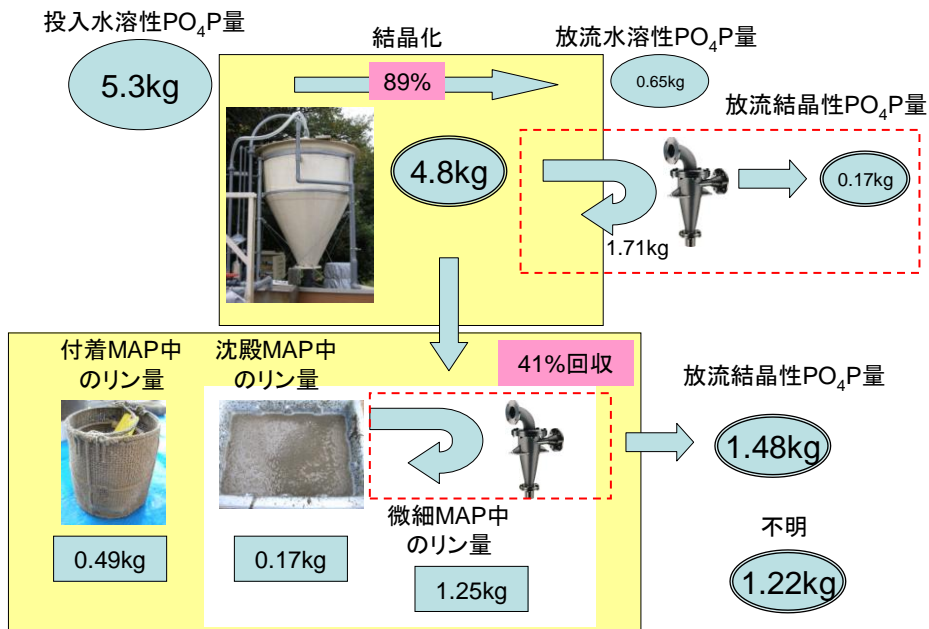 投入水溶性PO₄P量
結晶化
放流水溶性PO₄P量
5.3kg
89%
0.65kg
放流結晶性PO₄P量
4.8kg
0.17kg
1.71kg
付着MAP中
のリン量
沈殿MAP中
のリン量
41%回収
放流結晶性PO₄P量
1.48kg
微細MAP中
のリン量
不明
0.49kg
0.17kg
1.25kg
1.22kg